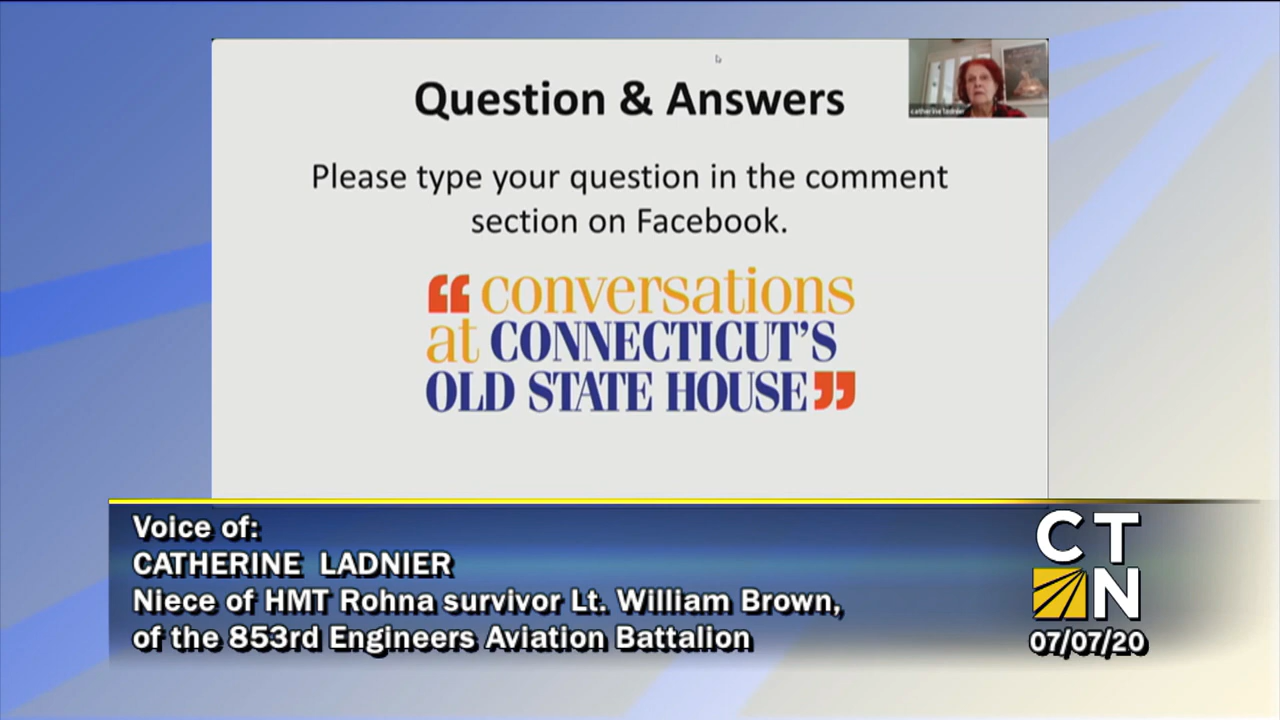 Question & Answers
catherine ladnier
Please type your question in the comment
section on Facebook.
“conversations
at CONNECTICUT’S
OLD STATE HOUSE”
Voice of:
CATHERINE LADNIER
Niece of HMT Rohna survivor Lt. William Brown,
of the 853rd Engineers Aviation Battalion
CT
N
07/07/20